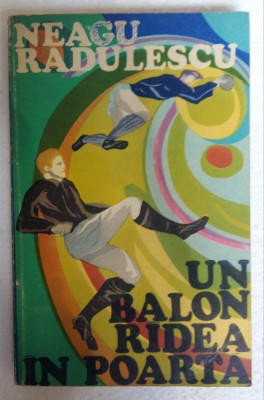 NEAGU
RADULESCU
UN
BALON
RIDEA
IN POARTA